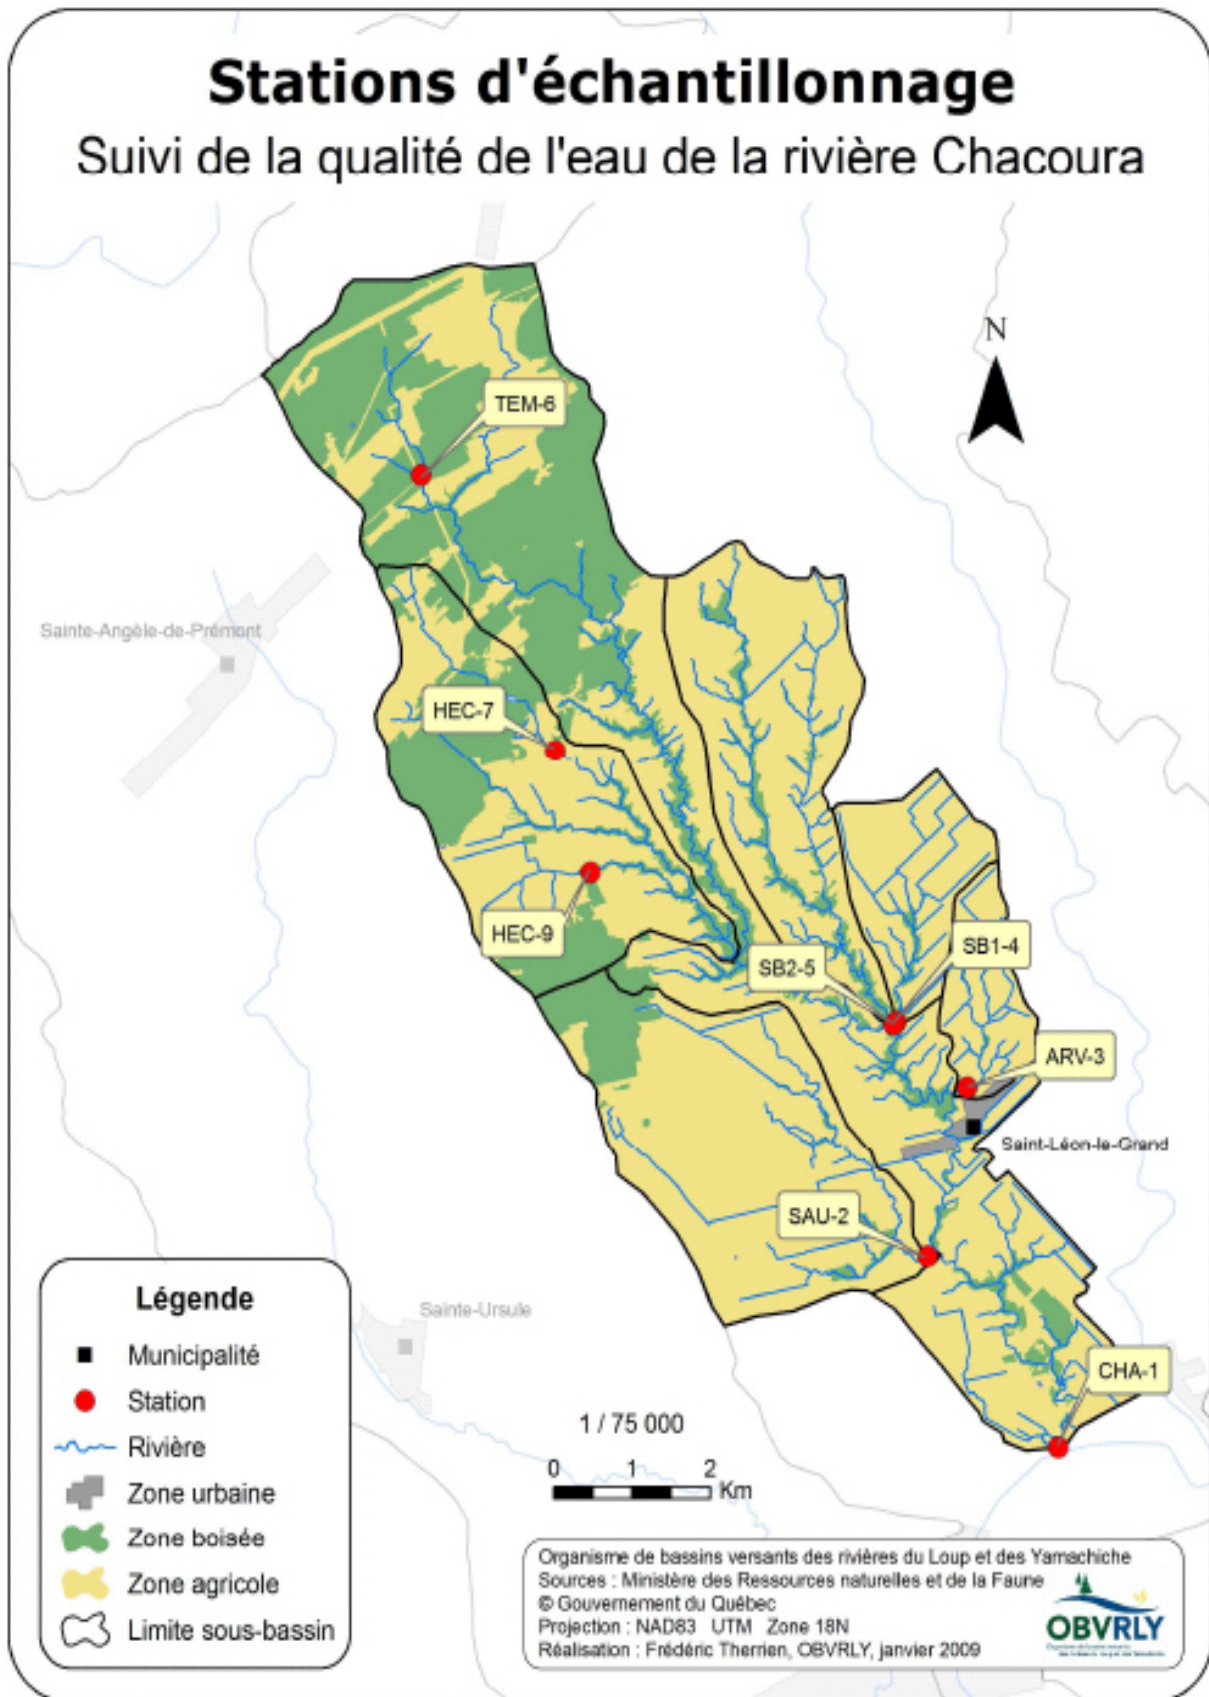 Stations d'échantillonnage
Suivi de la qualité de l'eau de la rivière Chacoura
N
TEM-6
Sainte-Angèle-de-Prémont
HEC-7
HEC-9
SB2-5
SB1-4
ARV-3
Saint-Léon-le-Grand
SAU-2
Sainte-Ursule
CHA-1
Légende
Municipalité
Station
Rivière
Zone urbaine
Zone boisée
Zone agricole
Limite sous-bassin
1 / 75 000
0 1 2
Km
Organisme de bassins versants des rivières du Loup et des Yamachiche
Sources : Ministère des Ressources naturelles et de la Faune
© Gouvernement du Québec
Projection : NAD83 UTM Zone 18N
Réalisation : Frédéric Therrien, OBVRLY, janvier 2009
OBVRLY